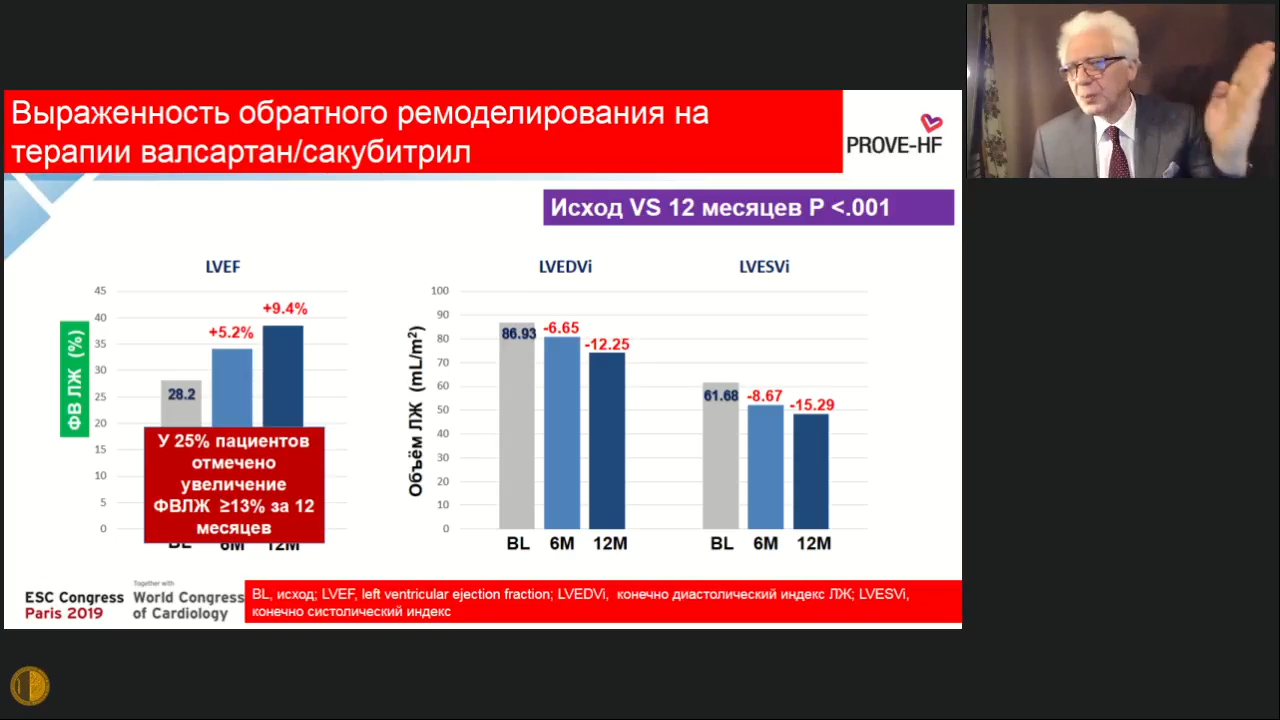 Выраженность обратного ремоделирования на
терапии валсартан/сакубитрил
PROVE-HF
Исход VS 12 месяцев P <.001
LVEF
ФВ ЛЖ (%)
45
40
35
30
25
20
15
10
5
0
28.2
+5.2%
+9.4%
У 25% пациентов
отмечено
увеличение
ФВЛЖ ≥13% за 12
месяцев
BL 6M 12M
LVEDVi
LVESVi
Объём ЛЖ (mL/m²)
100
90
80
70
60
50
40
30
20
10
0
86.93
-6.65
-12.25
61.68
-8.67
-15.29
BL 6M 12M
BL 6M 12M
ESC Congress
Paris 2019
Together with
World Congress
of Cardiology
BL, исход; LVEF, left ventricular ejection fraction; LVEDVi, конечно диастолический индекс ЛЖ; LVESVi,
конечно систолический индекс